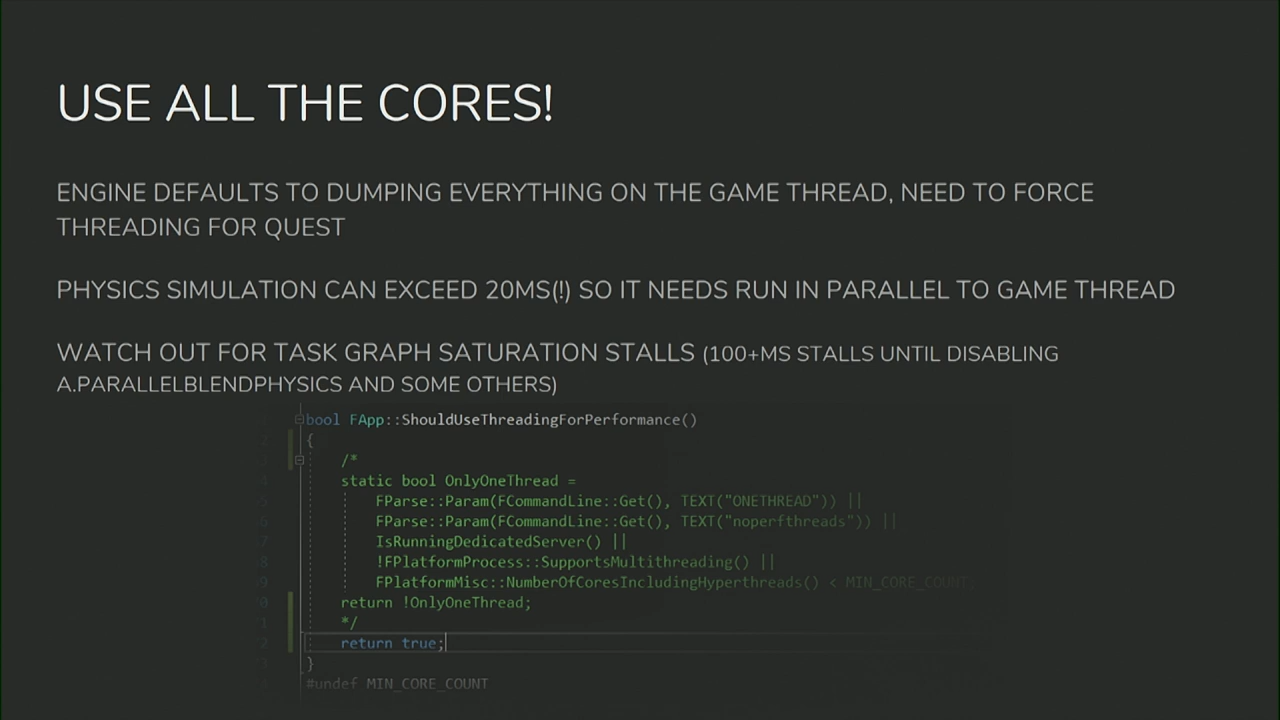 USE ALL THE CORES!
ENGINE DEFAULTS TO DUMPING EVERYTHING ON THE GAME THREAD, NEED TO FORCE
THREADING FOR QUEST
PHYSICS SIMULATION CAN EXCEED 20MS(!) SO IT NEEDS RUN IN PARALLEL TO GAME THREAD
WATCH OUT FOR TASK GRAPH SATURATION STALLS (100+MS STALLS UNTIL DISABLING
A.PARALLELBLENDPHYSICS AND SOME OTHERS)
bool FApp::ShouldUseThreadingForPerformance()
{
/*
static bool OnlyOneThread =
FParse::Param(FCommandLine::Get(), TEXT("ONETHREAD")) ||
FParse::Param(FCommandLine::Get(), TEXT("noperfthreads")) ||
IsRunningDedicatedServer() ||
!FPlatformProcess::SupportsMultithreading() ||
FPlatformMisc::NumberOfCoresIncludingHyperthreads() < MIN_CORE_COUNT;
return !OnlyOneThread;
*/
return true;
}
#undef MIN_CORE_COUNT